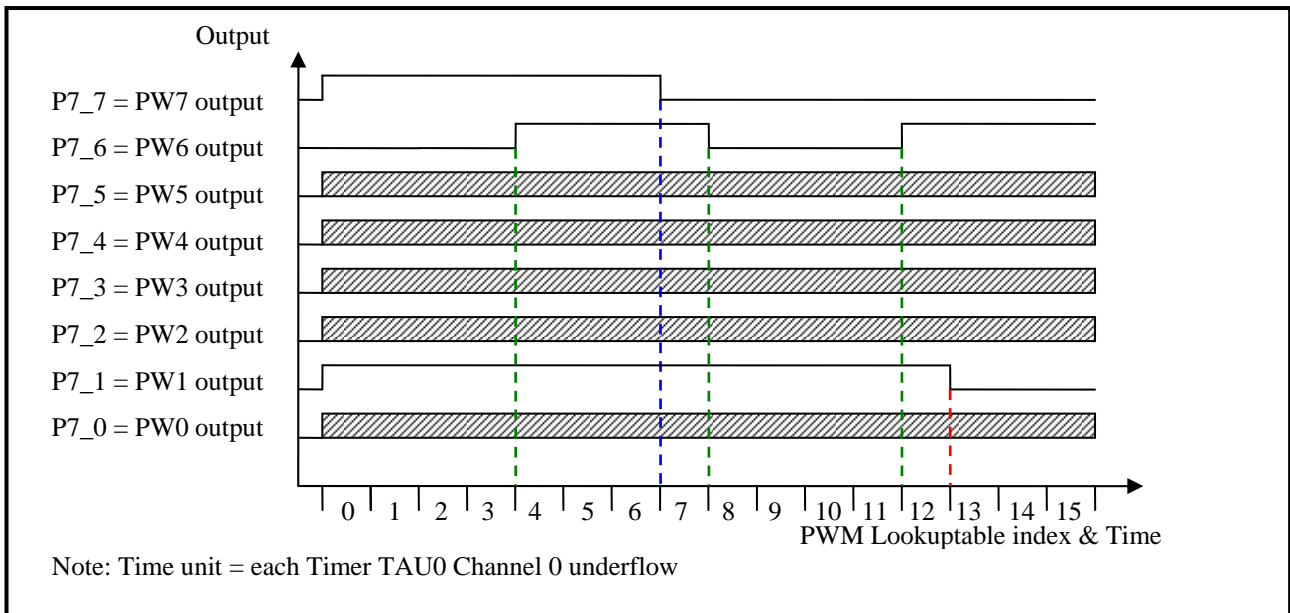 Output
P7_7 = PW7 output
P7_6 = PW6 output
P7_5 = PW5 output
P7_4 = PW4 output
P7_3 = PW3 output
P7_2 = PW2 output
P7_1 = PW1 output
P7_0 = PW0 output
0 1 2 3 4 5 6 7 8 9 10 11 12 13 14 15
PWM Lookuptable index & Time
Note: Time unit = each Timer TAU0 Channel 0 underflow